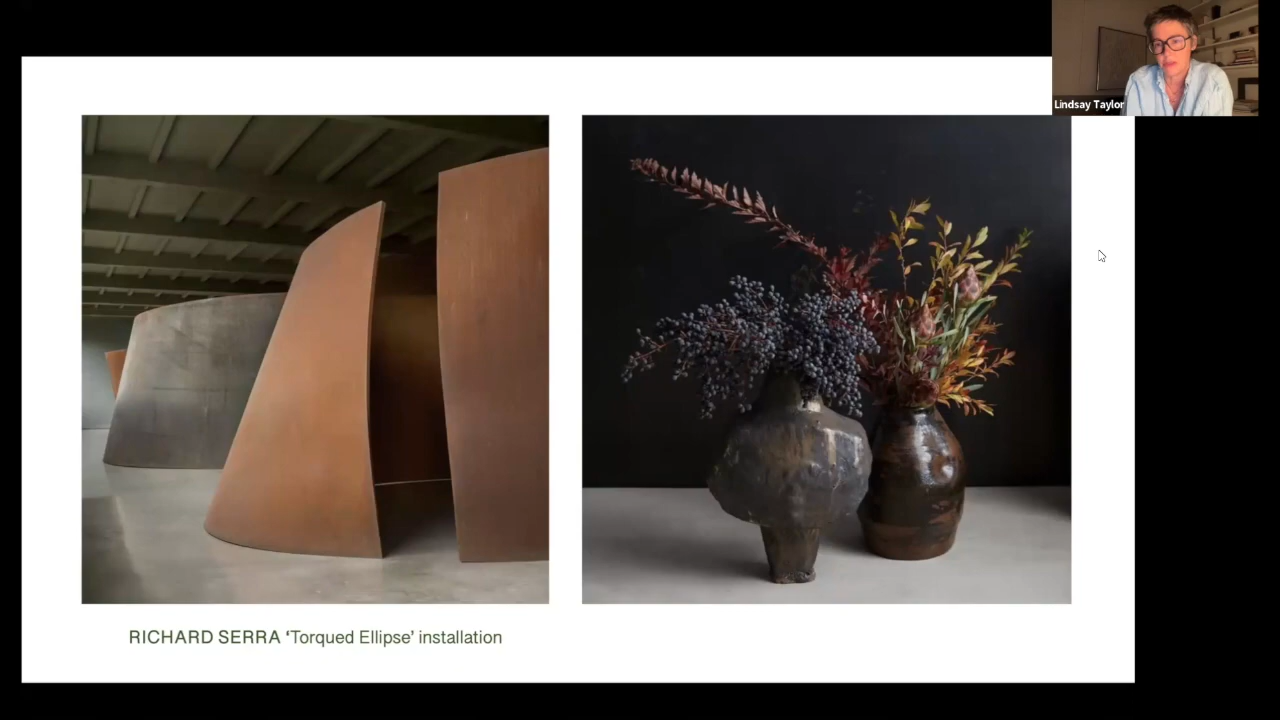 Lindsay Taylor
RICHARD SERRA ‘Torqued Ellipse’ installation